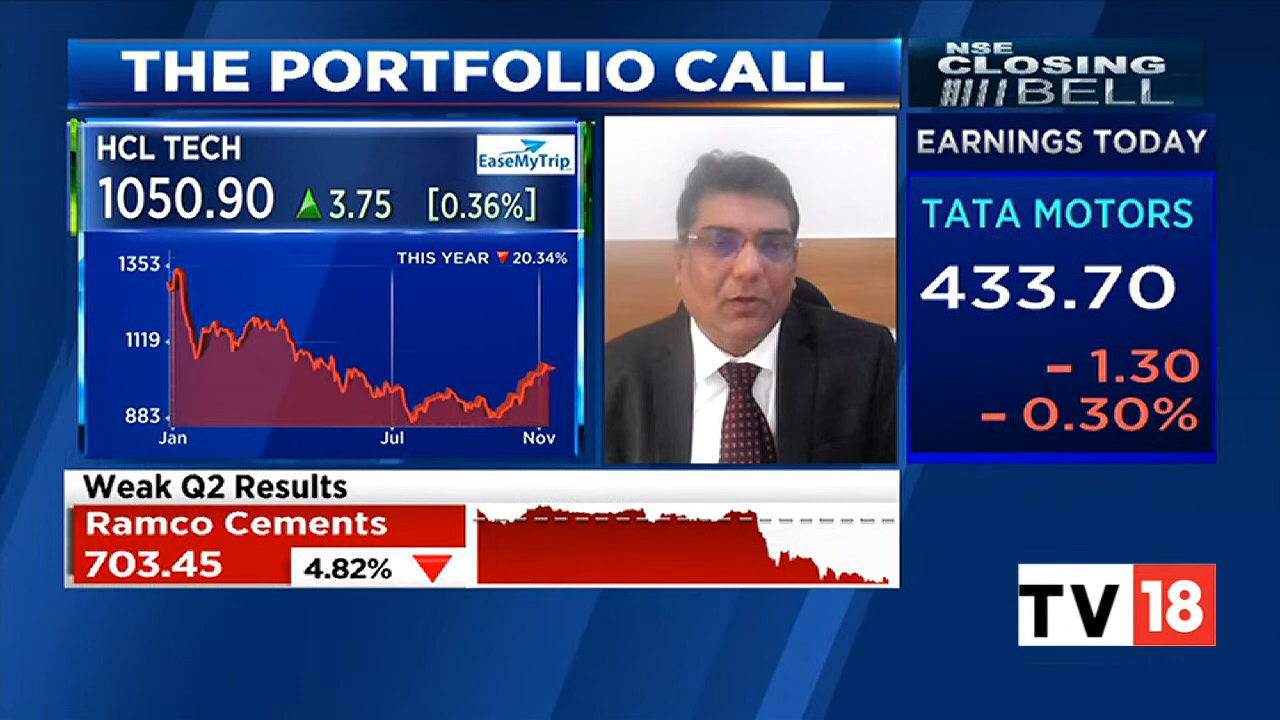 THE PORTFOLIO CALL
NSE
CLOSING
BELL
HCL TECH
EaseMyTrip
1050.90 ▲ 3.75 [0.36%]
THIS YEAR ▼ 20.34%
1353
1119
883
Jan Jul Nov
EARNINGS TODAY
TATA MOTORS
433.70
– 1.30
– 0.30%
Weak Q2 Results
Ramco Cements
703.45 4.82% ▼
TV 18